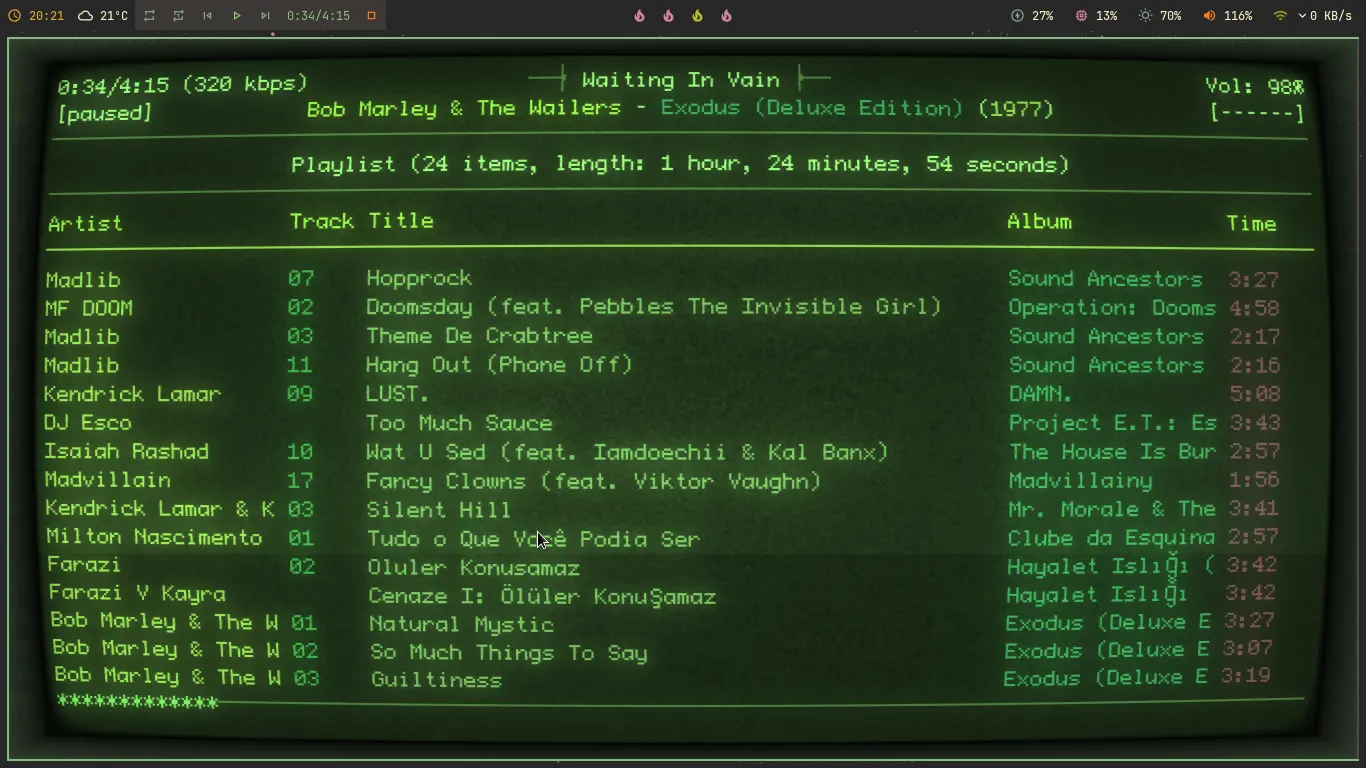 20:21 21°C 0:34/4:15 27% 13% 70% 116% 0 KB/s
0:34/4:15 (320 kbps) Waiting In Vain Vol: 98%
[paused] Bob Marley & The Wailers - Exodus (Deluxe Edition) (1977) [------]
Playlist (24 items, length: 1 hour, 24 minutes, 54 seconds)
Artist Track Title Album Time
Madlib 07 Hopprock Sound Ancestors 3:27
MF DOOM 02 Doomsday (feat. Pebbles The Invisible Girl) Operation: Dooms 4:58
Madlib 03 Theme De Crabtree Sound Ancestors 2:17
Madlib 11 Hang Out (Phone Off) Sound Ancestors 2:16
Kendrick Lamar 09 LUST. DAMN. 5:08
DJ Esco Too Much Sauce Project E.T.: Es 3:43
Isaiah Rashad 10 Wat U Sed (feat. Iamdoechii & Kal Banx) The House Is Bur 2:57
Madvillain 17 Fancy Clowns (feat. Viktor Vaughn) Madvillainy 1:56
Kendrick Lamar & K 03 Silent Hill Mr. Morale & The 3:41
Milton Nascimento 01 Tudo o Que Você Podia Ser Clube da Esquina 2:57
Farazi 02 Oluler Konusamaz Hayalet Islığı ( 3:42
Farazi V Kayra Cenaze I: Ölüler KonuŞamaz Hayalet Islığı 3:42
Bob Marley & The W 01 Natural Mystic Exodus (Deluxe E 3:27
Bob Marley & The W 02 So Much Things To Say Exodus (Deluxe E 3:07
Bob Marley & The W 03 Guiltiness Exodus (Deluxe E 3:19
*************